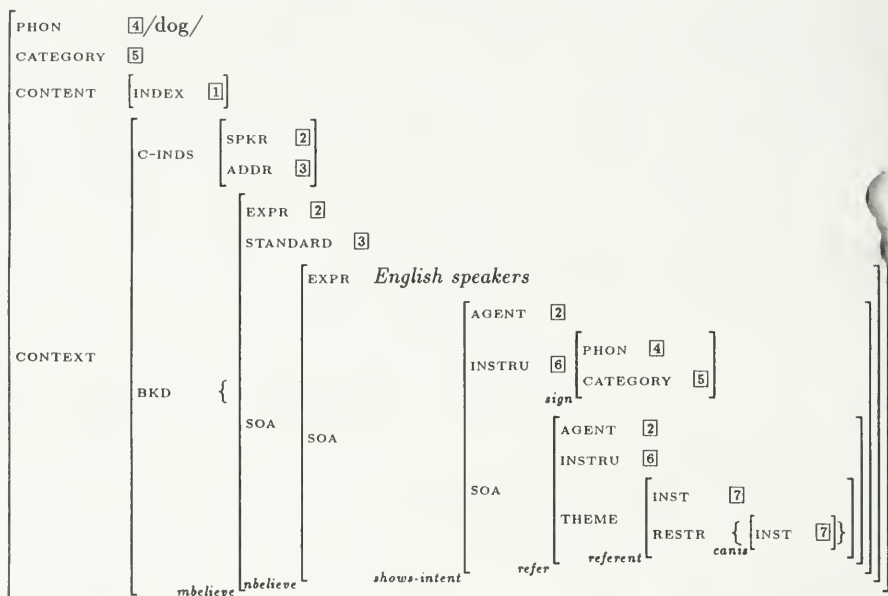 PHON 4 /dog/
CATEGORY 5
CONTENT [INDEX 1]
C-INDS [SPKR 2
ADDR 3]
EXPR 2
STANDARD 3
EXPR English speakers
AGENT 2
CONTEXT
INSTRU 6 sign [PHON 4
CATEGORY 5]
BKD {
SOA
SOA
AGENT 2
INSTRU 6
SOA
THEME
INST 7
RESTR { canis [INST 7] }
mbelieve nbelieve shows-intent refer referent